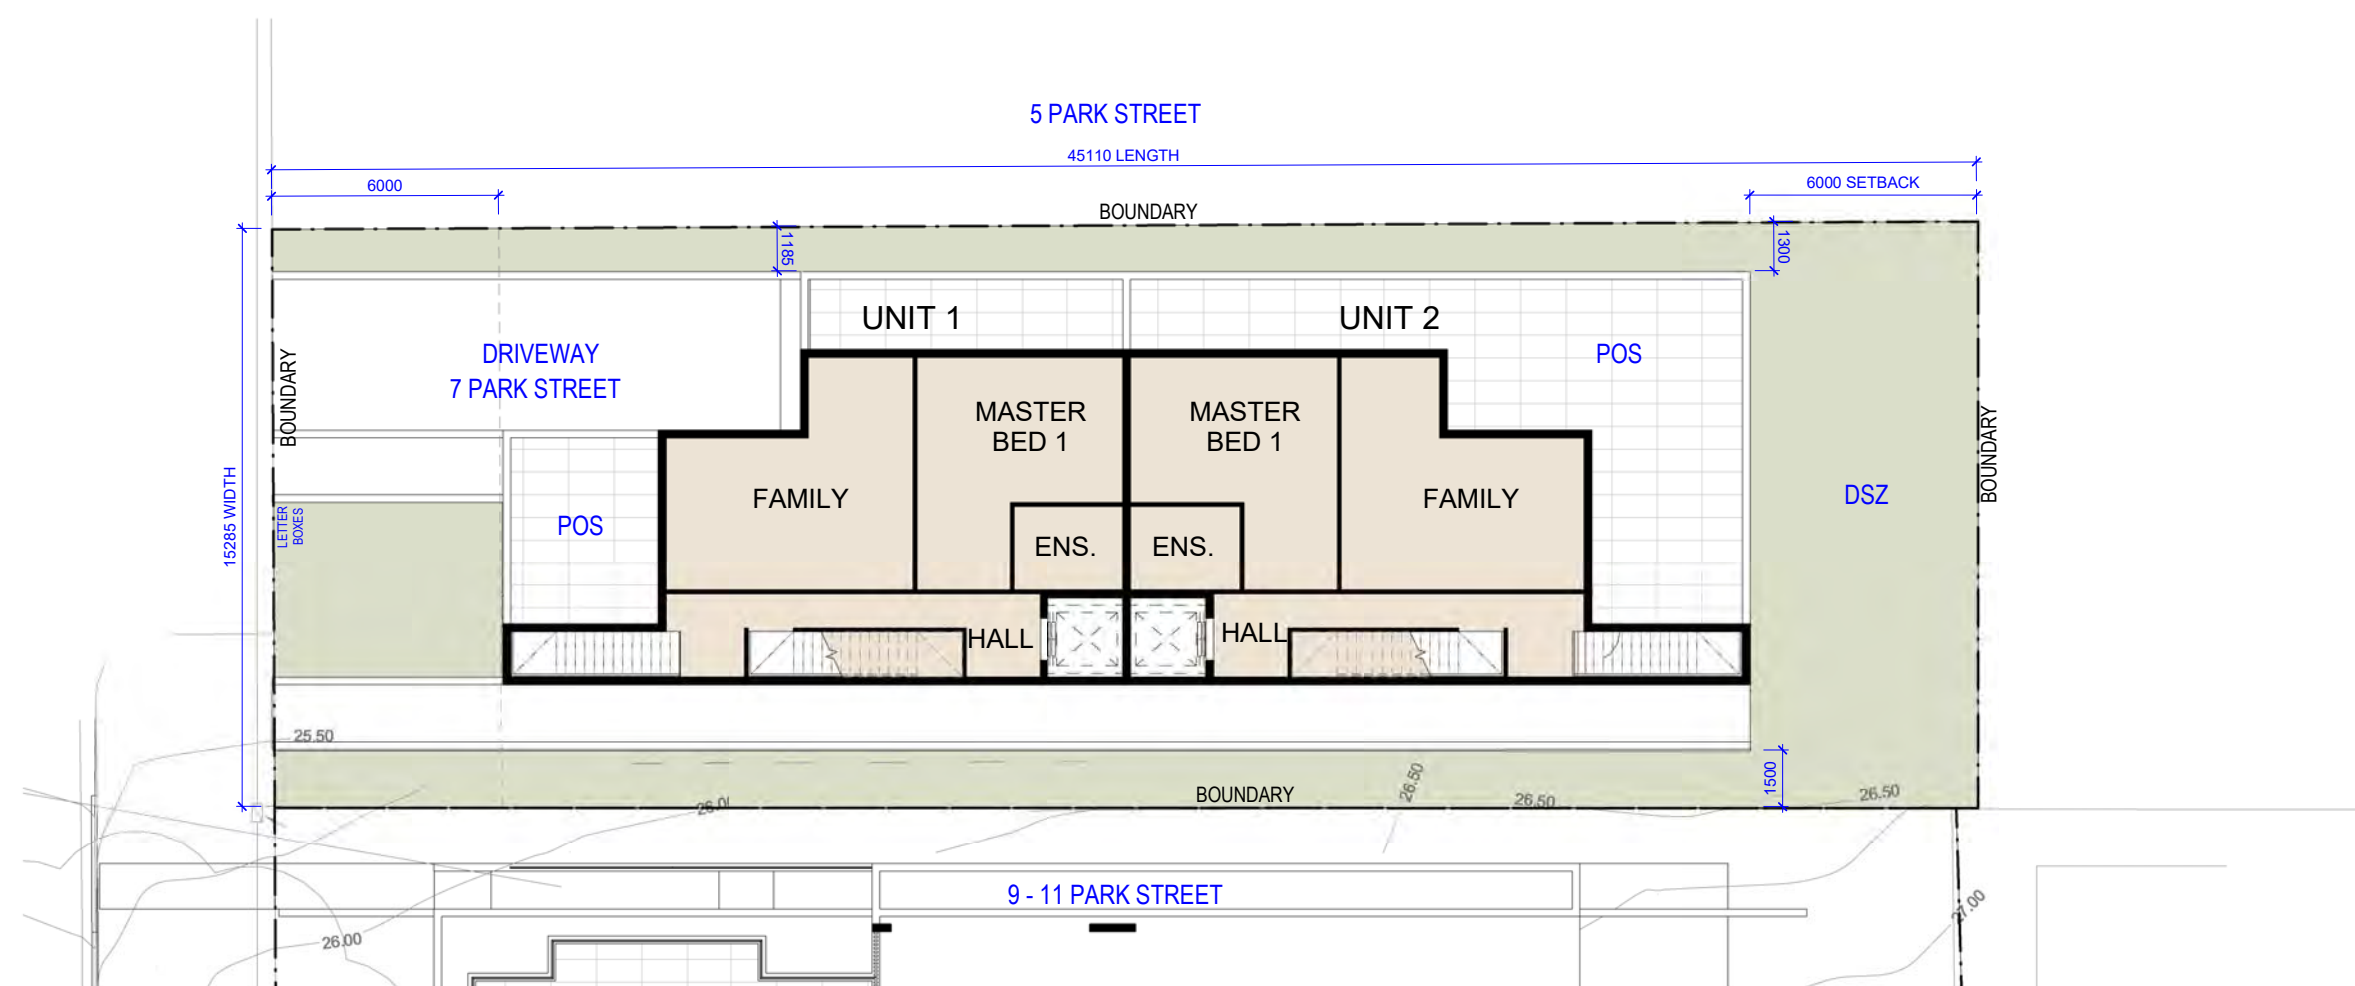 5 PARK STREET
45110 LENGTH
6000
6000 SETBACK
BOUNDARY
1185
1300
UNIT 1
UNIT 2
DRIVEWAY
7 PARK STREET
POS
BOUNDARY
MASTER
BED 1
MASTER
BED 1
BOUNDARY
15285 WIDTH
FAMILY
FAMILY
DSZ
LETTER
BOXES
POS
ENS.
ENS.
HALL
HALL
25.50
1500
26.50
BOUNDARY
26.50
26.50
26.0
9 - 11 PARK STREET
27.00
26.00